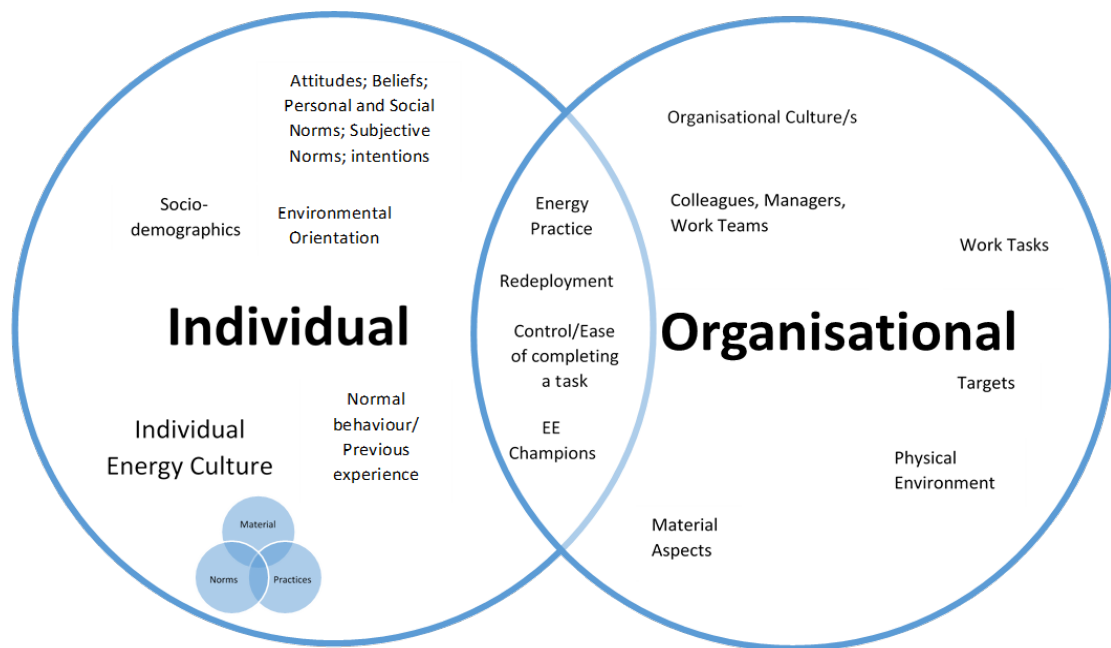 Attitudes; Beliefs;
Personal and Social
Norms; Subjective
Norms; intentions
Socio-
demographics
Environmental
Orientation
Individual
Individual
Energy Culture
Normal
behaviour/
Previous
experience
Material
Norms
Practices
Energy
Practice
Redeployment
Control/Ease
of completing
a task
EE
Champions
Organisational Culture/s
Colleagues, Managers,
Work Teams
Work Tasks
Organisational
Targets
Physical
Environment
Material
Aspects